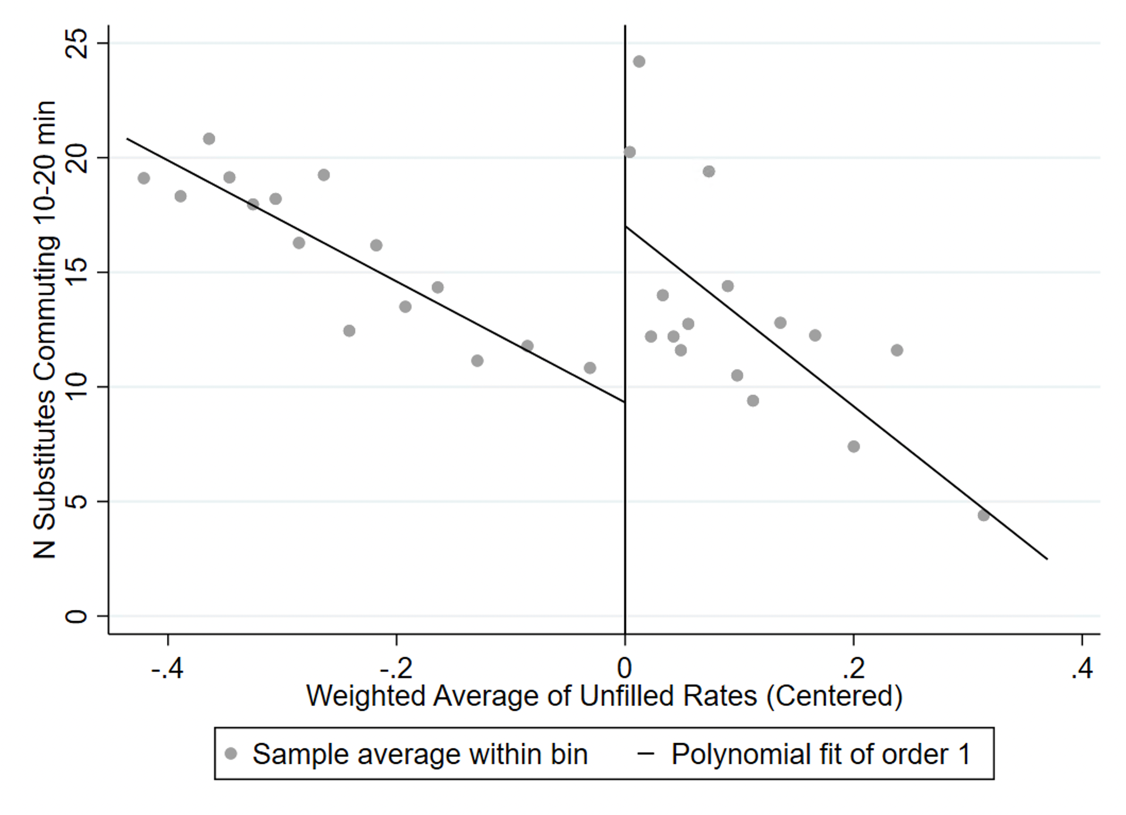 N Substitutes Commuting 10-20 min
25
20
15
10
5
0
-.4
-.2
0
.2
.4
Weighted Average of Unfilled Rates (Centered)
Sample average within bin
Polynomial fit of order 1